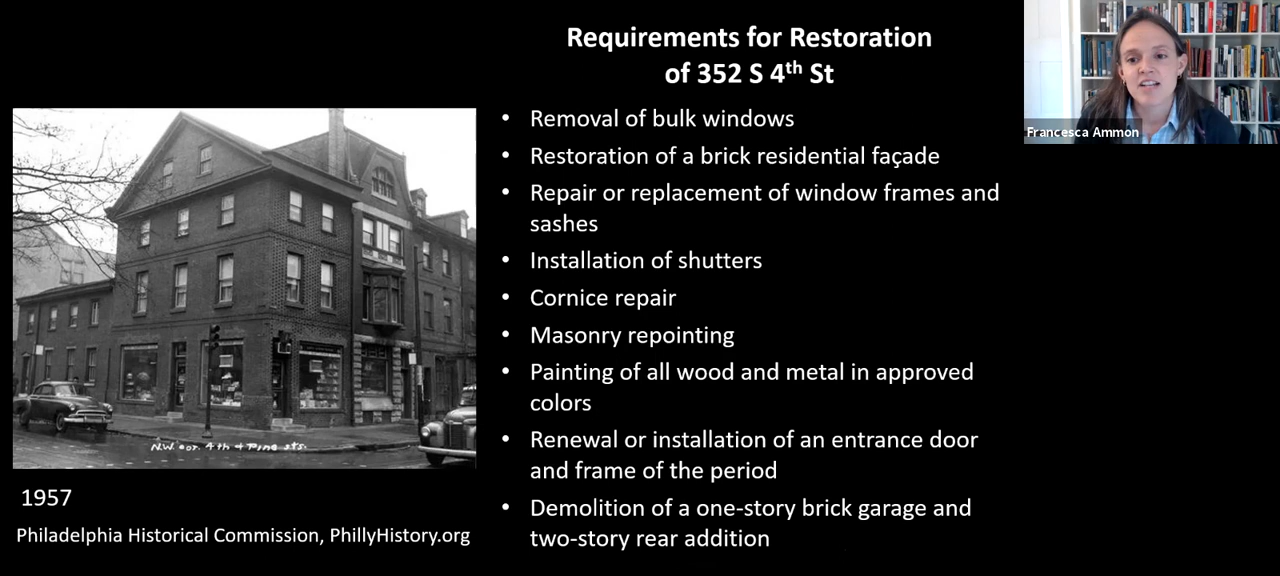 Requirements for Restoration
of 352 S 4th St
• Removal of bulk windows
• Restoration of a brick residential façade
• Repair or replacement of window frames and
sashes
• Installation of shutters
• Cornice repair
• Masonry repointing
• Painting of all wood and metal in approved
colors
• Renewal or installation of an entrance door
and frame of the period
• Demolition of a one-story brick garage and
two-story rear addition
N.W. cor. 4th & Pine sts.
1957
Philadelphia Historical Commission, PhillyHistory.org
Francesca Ammon